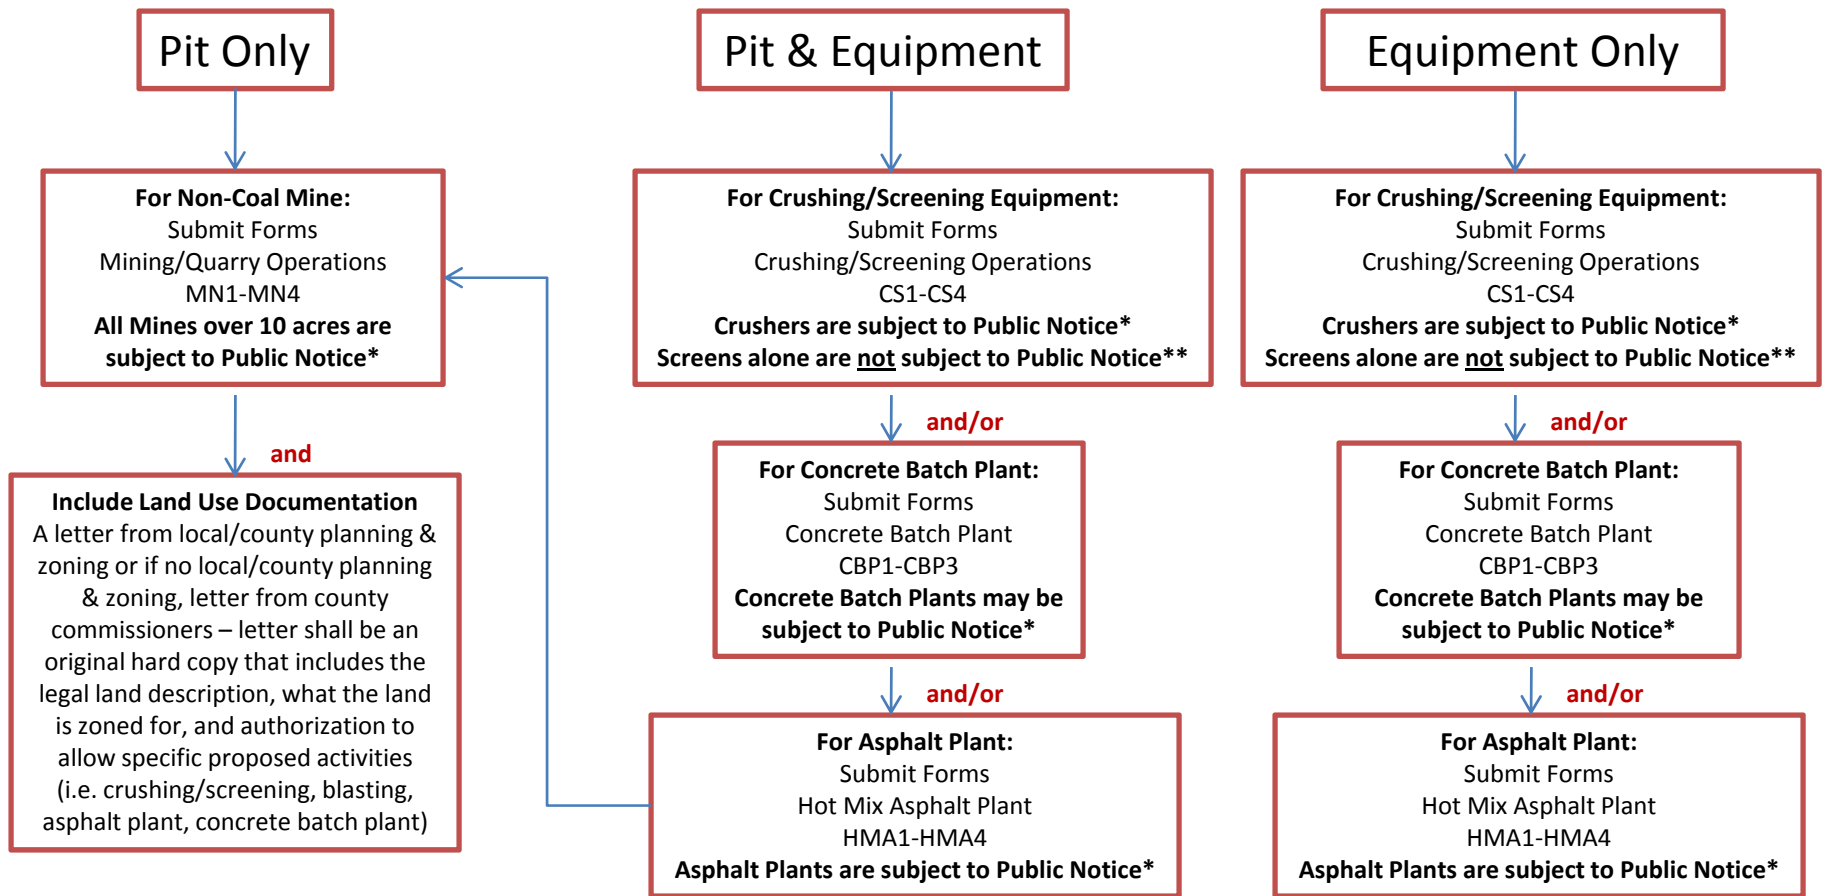 Pit Only
For Non-Coal Mine:
Submit Forms
Mining/Quarry Operations
MN1-MN4
All Mines over 10 acres are
subject to Public Notice*
and
Include Land Use Documentation
A letter from local/county planning &
zoning or if no local/county planning
& zoning, letter from county
commissioners – letter shall be an
original hard copy that includes the
legal land description, what the land
is zoned for, and authorization to
allow specific proposed activities
(i.e. crushing/screening, blasting,
asphalt plant, concrete batch plant)
Pit & Equipment
For Crushing/Screening Equipment:
Submit Forms
Crushing/Screening Operations
CS1-CS4
Crushers are subject to Public Notice*
Screens alone are not subject to Public Notice**
and/or
For Concrete Batch Plant:
Submit Forms
Concrete Batch Plant
CBP1-CBP3
Concrete Batch Plants may be
subject to Public Notice*
and/or
For Asphalt Plant:
Submit Forms
Hot Mix Asphalt Plant
HMA1-HMA4
Asphalt Plants are subject to Public Notice*
Equipment Only
For Crushing/Screening Equipment:
Submit Forms
Crushing/Screening Operations
CS1-CS4
Crushers are subject to Public Notice*
Screens alone are not subject to Public Notice**
and/or
For Concrete Batch Plant:
Submit Forms
Concrete Batch Plant
CBP1-CBP3
Concrete Batch Plants may be
subject to Public Notice*
and/or
For Asphalt Plant:
Submit Forms
Hot Mix Asphalt Plant
HMA1-HMA4
Asphalt Plants are subject to Public Notice*